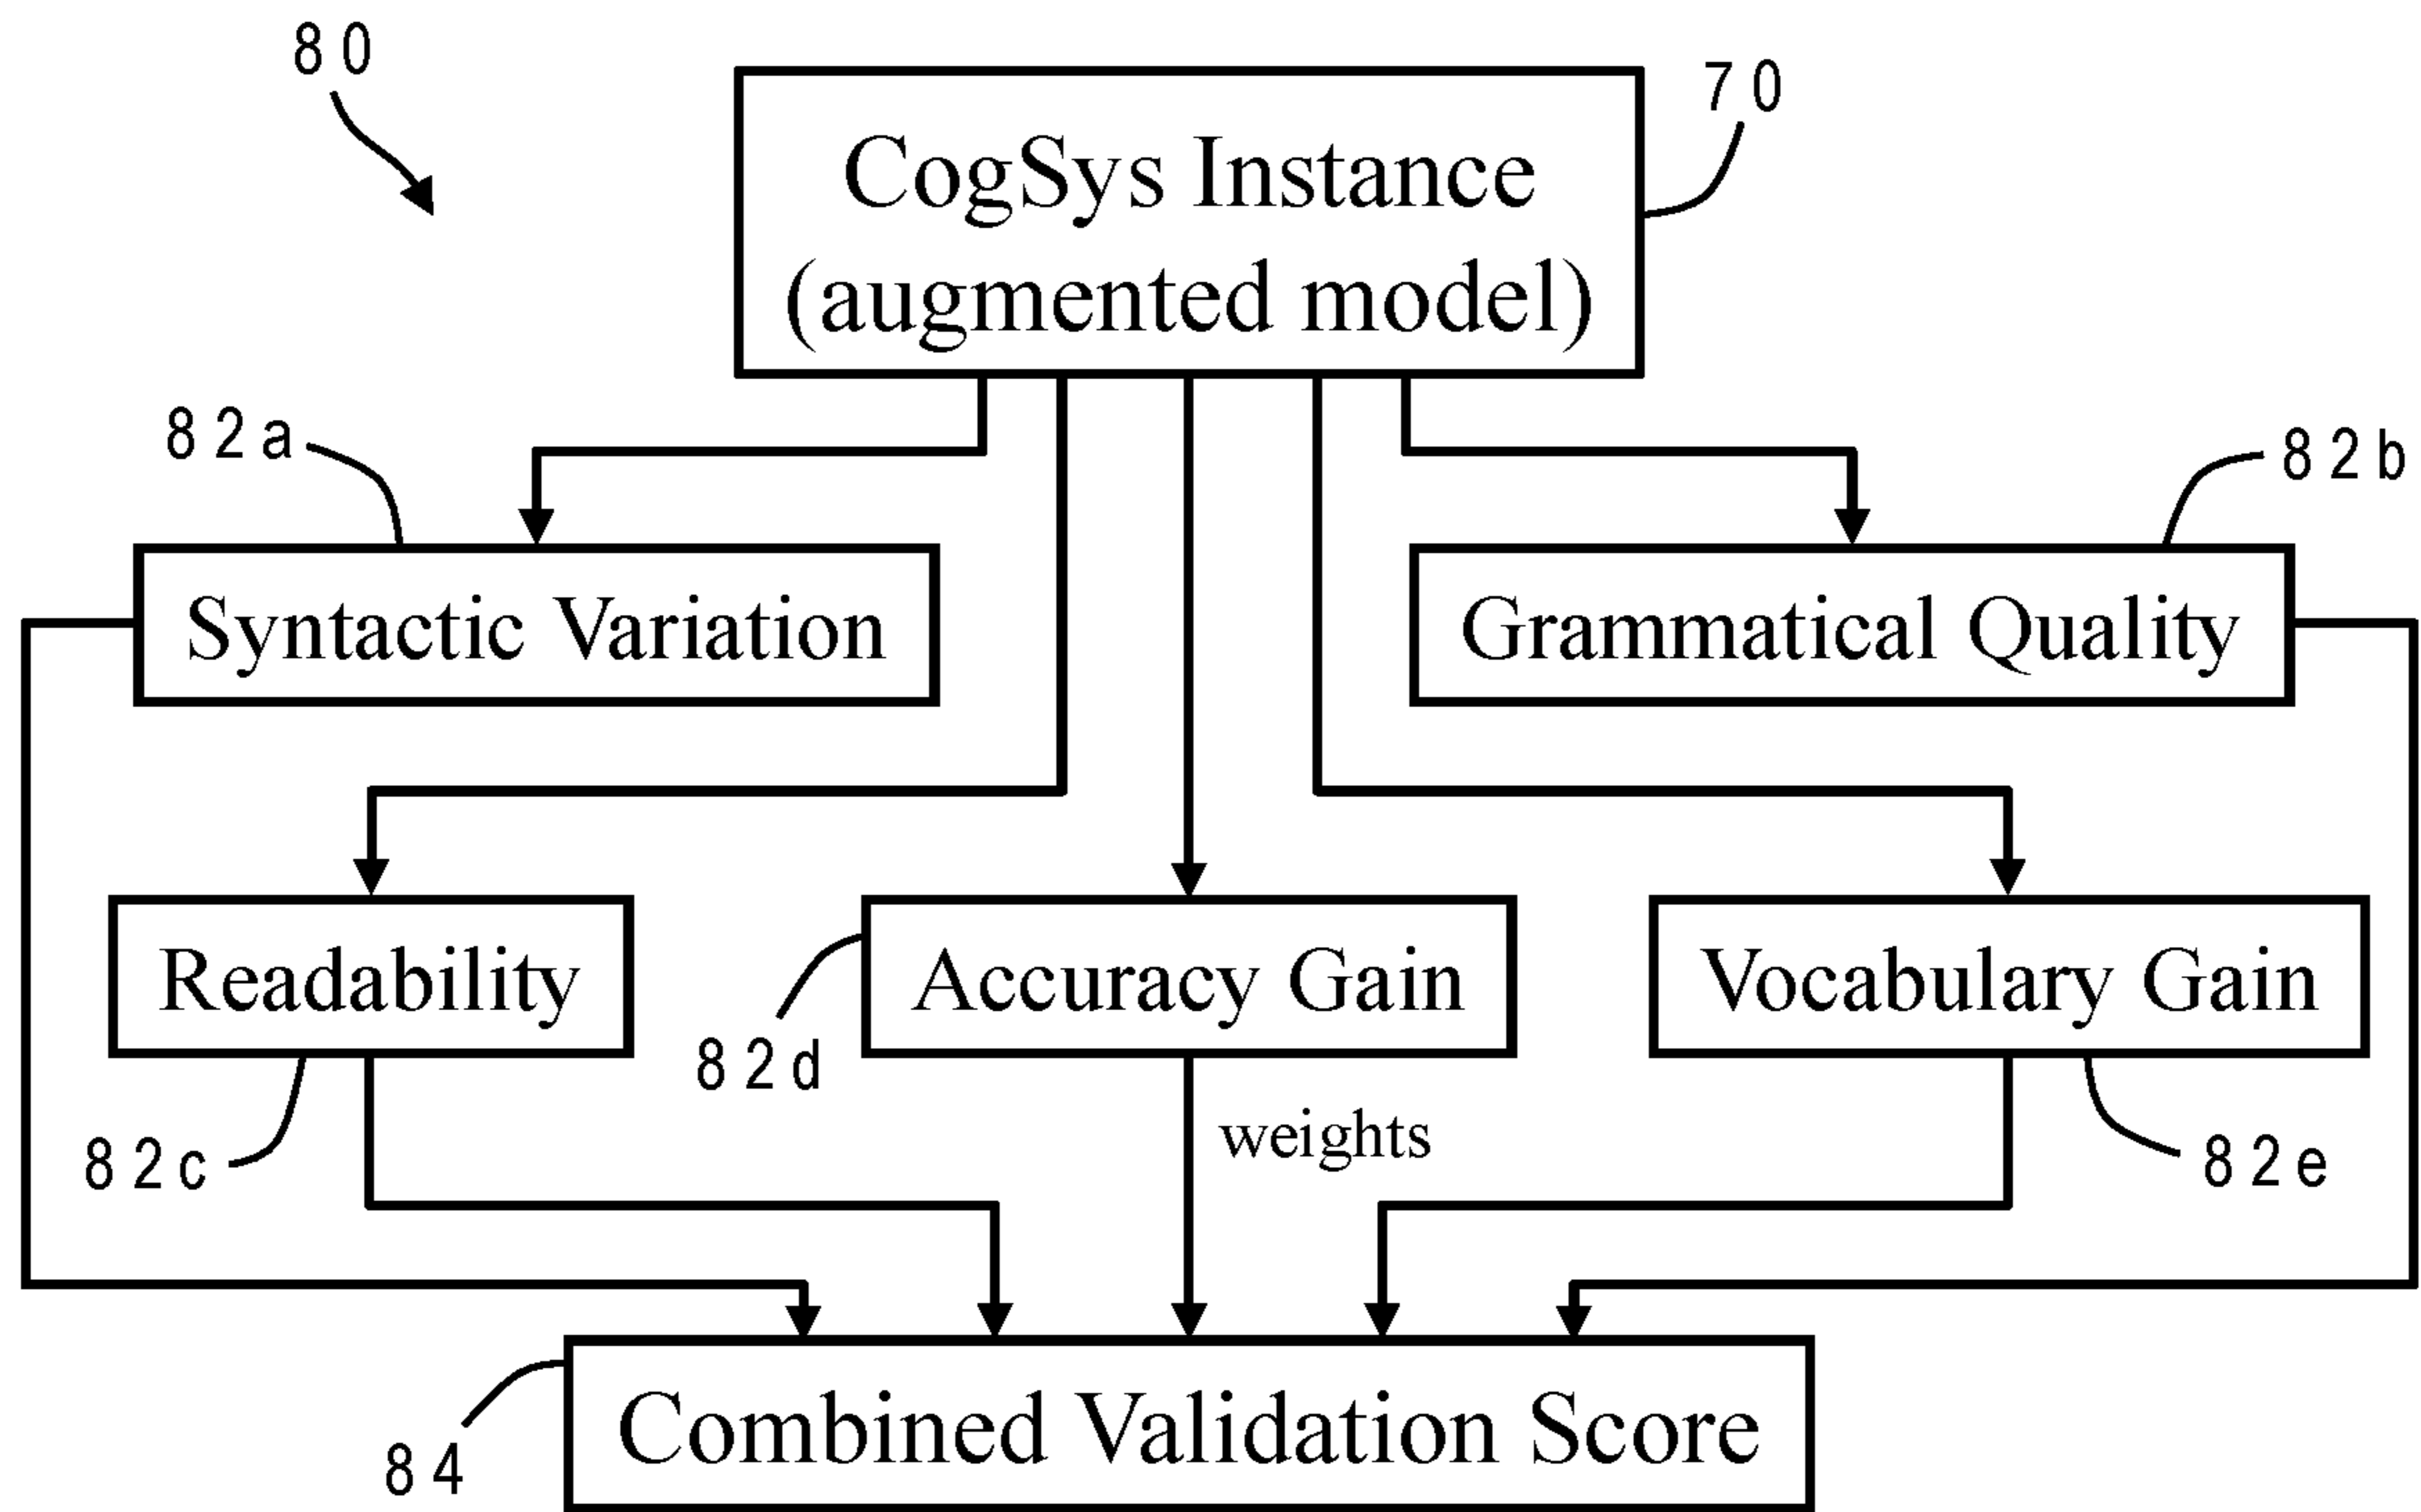 80
70
CogSys Instance
(augmented model)
82a
82b
Syntactic Variation
Grammatical Quality
Readability
Accuracy Gain
Vocabulary Gain
82d
weights
82c
82e
Combined Validation Score
84